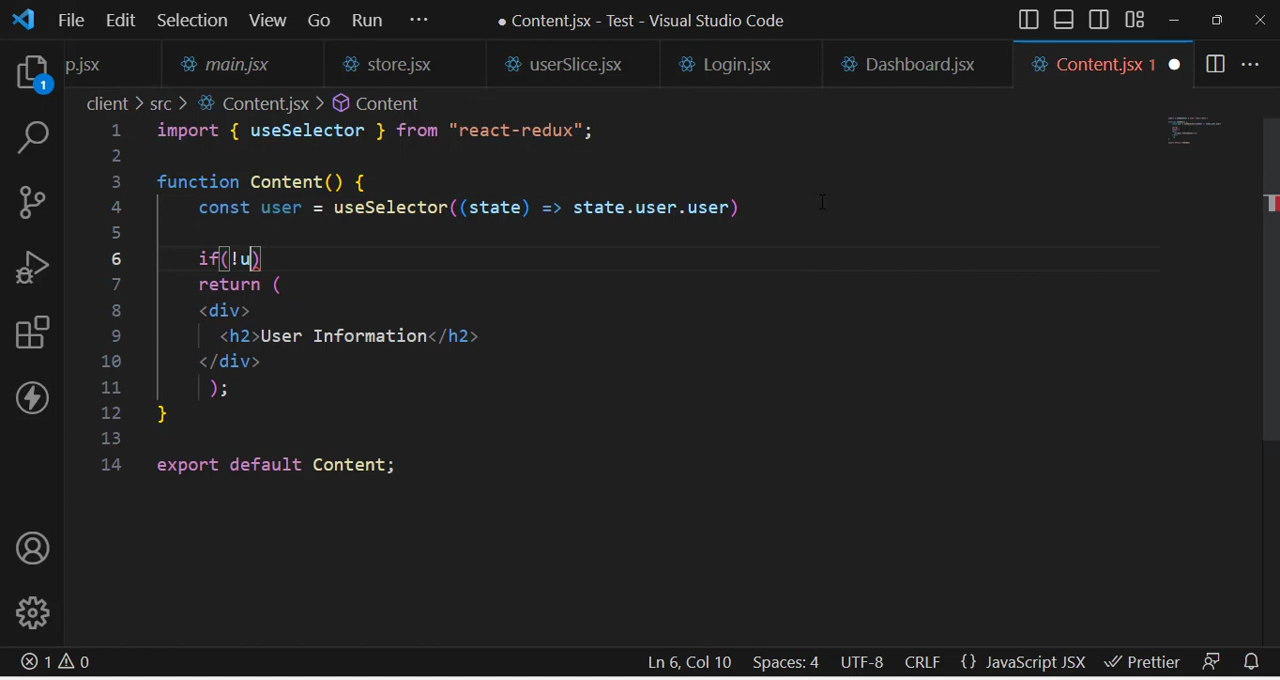 File Edit Selection View Go Run ··· ● Content.jsx - Test - Visual Studio Code
p.jsx main.jsx store.jsx userSlice.jsx Login.jsx Dashboard.jsx Content.jsx 1 ●
1
client > src > Content.jsx > Content
1 import { useSelector } from "react-redux";
2
3 function Content() {
4 const user = useSelector((state) => state.user.user)
5
6 if(!u)
7 return (
8 <div>
9 <h2>User Information</h2>
10 </div>
11 );
12 }
13
14 export default Content;
1 0 Ln 6, Col 10 Spaces: 4 UTF-8 CRLF {} JavaScript JSX Prettier